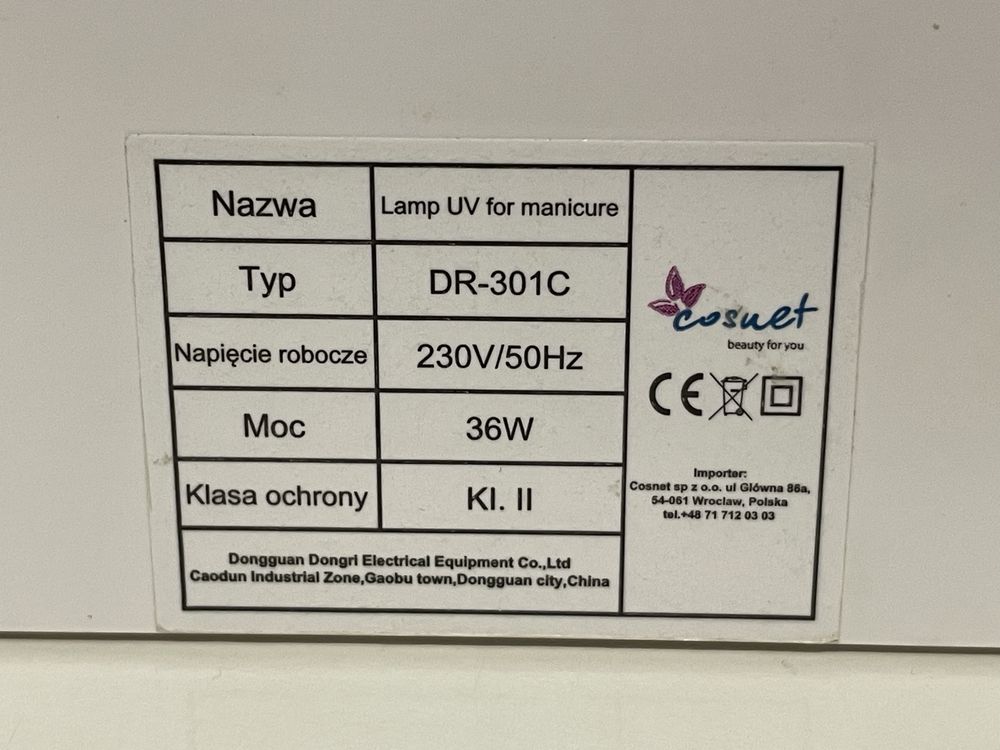 Nazwa
Lamp UV for manicure
Typ
DR-301C
Napięcie robocze
230V/50Hz
Moc
36W
Klasa ochrony
Kl. II
Dongguan Dongri Electrical Equipment Co.,Ltd
Caodun Industrial Zone,Gaobu town,Dongguan city,China
cosnet
beauty for you
CE
Importer:
Cosnet sp z o.o. ul Główna 86a,
54-061 Wroclaw, Polska
tel.+48 71 712 03 03